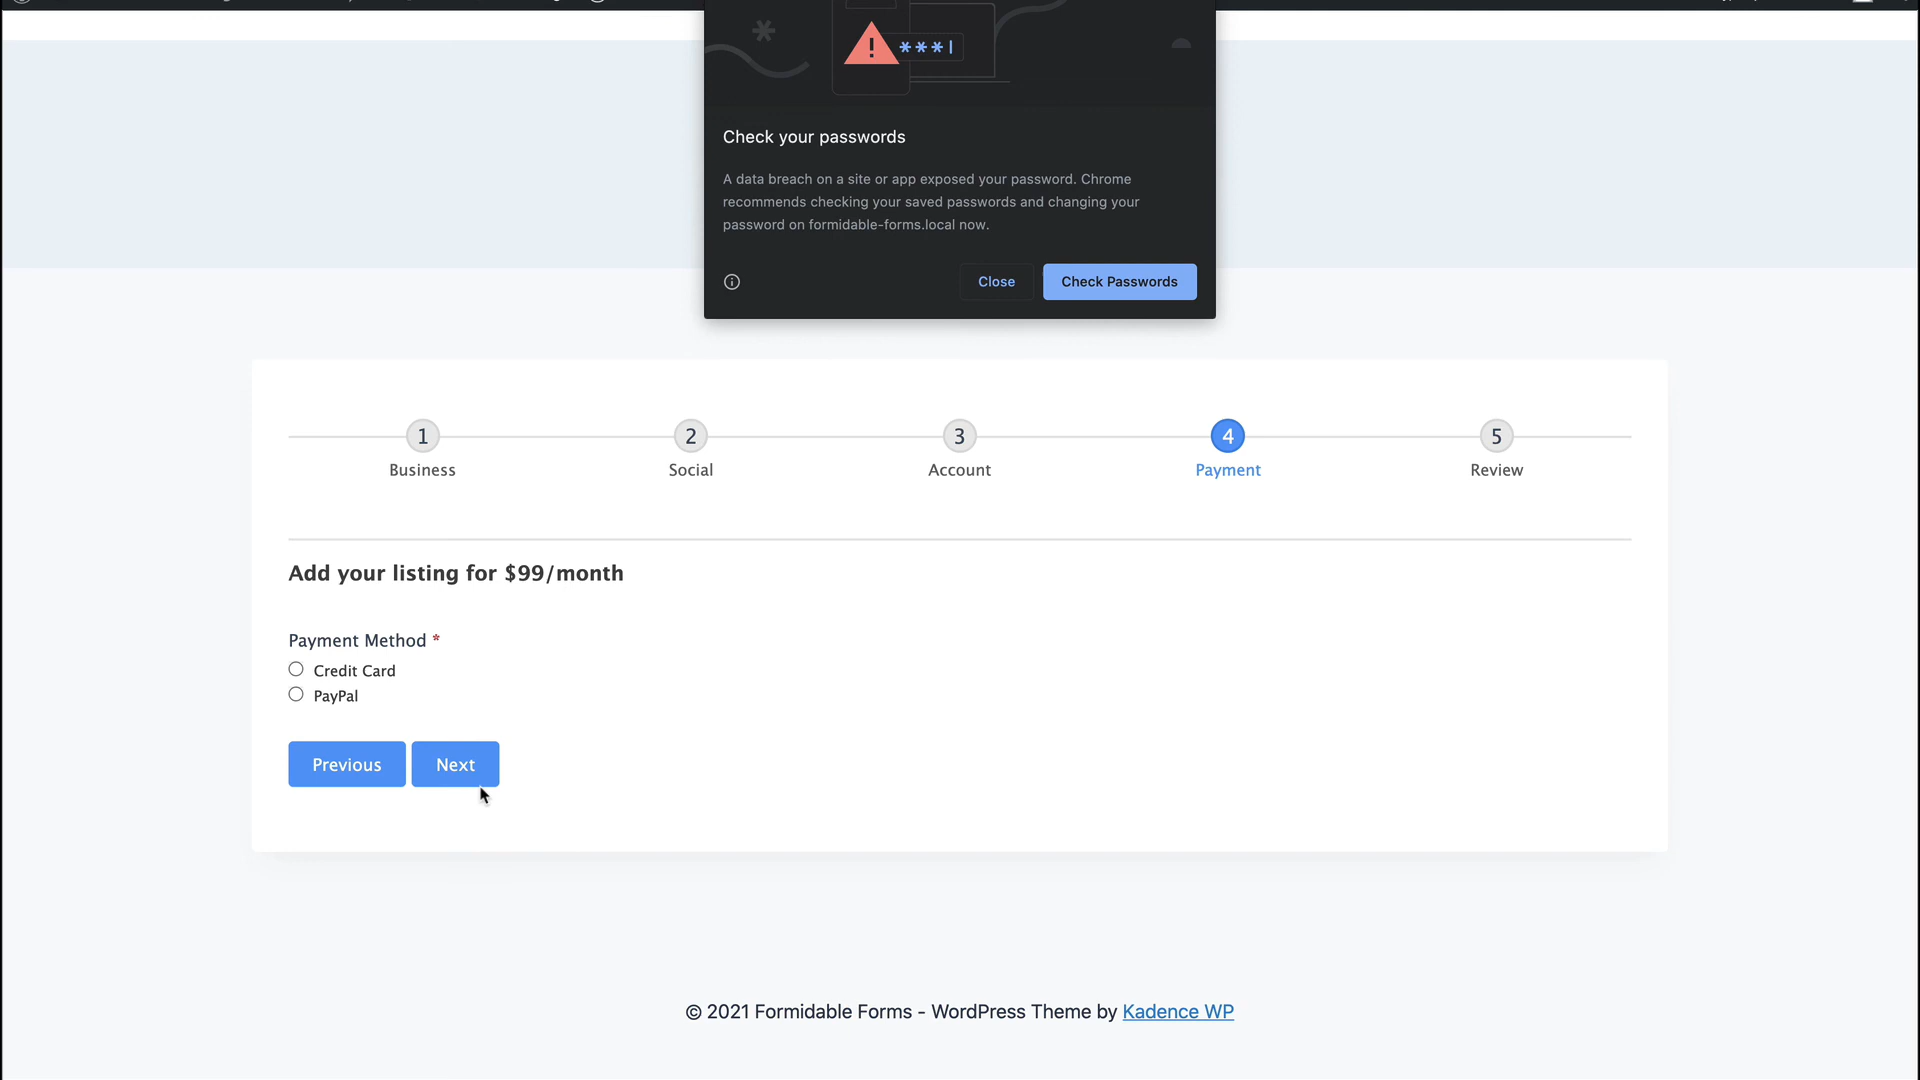 ***|
Check your passwords
A data breach on a site or app exposed your password. Chrome
recommends checking your saved passwords and changing your
password on formidable-forms.local now.
Close
Check Passwords
1
2
3
4
5
Business
Social
Account
Payment
Review
Add your listing for $99/month
Payment Method *
Credit Card
PayPal
Previous
Next
© 2021 Formidable Forms - WordPress Theme by Kadence WP